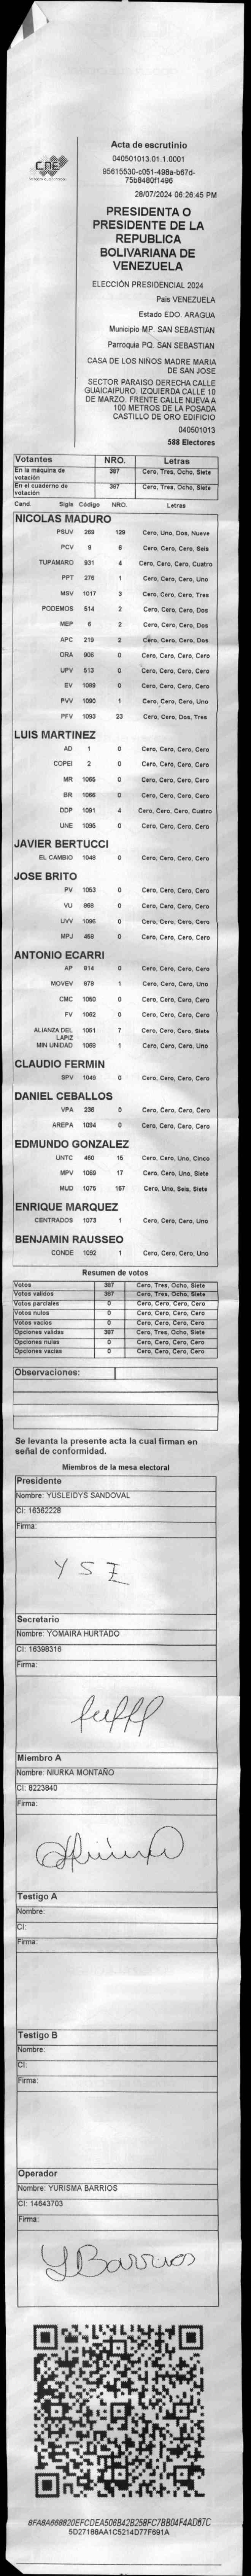 CNE
Acta de escrutinio
040501013.01.1.0001
95615530-c051-498a-b67d-
75b8480f1496
28/07/2024 06:26:45 PM
PRESIDENTA O
PRESIDENTE DE LA
REPUBLICA
BOLIVARIANA DE
VENEZUELA
ELECCIÓN PRESIDENCIAL 2024
Pais VENEZUELA
Estado EDO. ARAGUA
Municipio MP. SAN SEBASTIAN
Parroquia PQ. SAN SEBASTIAN
CASA DE LOS NIÑOS MADRE MARIA
DE SAN JOSE
SECTOR PARAISO DERECHA CALLE
GUAICAIPURO. IZQUIERDA CALLE 10
DE MARZO. FRENTE CALLE NUEVA A
100 METROS DE LA POSADA
CASTILLO DE ORO EDIFICIO
040501013
588 Electores
Votantes NRO. Letras
En la máquina de votación 387 Cero, Tres, Ocho, Siete
En el cuaderno de votación 387 Cero, Tres, Ocho, Siete
Cand. Sigla Código NRO. Letras
NICOLAS MADURO
PSUV 269 129 Cero, Uno, Dos, Nueve
PCV 9 6 Cero, Cero, Cero, Seis
TUPAMARO 931 4 Cero, Cero, Cero, Cuatro
PPT 276 1 Cero, Cero, Cero, Uno
MSV 1017 3 Cero, Cero, Cero, Tres
PODEMOS 514 2 Cero, Cero, Cero, Dos
MEP 6 2 Cero, Cero, Cero, Dos
APC 219 2 Cero, Cero, Cero, Dos
ORA 906 0 Cero, Cero, Cero, Cero
UPV 513 0 Cero, Cero, Cero, Cero
EV 1089 0 Cero, Cero, Cero, Cero
PVV 1090 1 Cero, Cero, Cero, Uno
PFV 1093 23 Cero, Cero, Dos, Tres
LUIS MARTINEZ
AD 1 0 Cero, Cero, Cero, Cero
COPEI 2 0 Cero, Cero, Cero, Cero
MR 1065 0 Cero, Cero, Cero, Cero
BR 1066 0 Cero, Cero, Cero, Cero
DDP 1091 4 Cero, Cero, Cero, Cuatro
UNE 1095 0 Cero, Cero, Cero, Cero
JAVIER BERTUCCI
EL CAMBIO 1048 0 Cero, Cero, Cero, Cero
JOSE BRITO
PV 1053 0 Cero, Cero, Cero, Cero
VU 868 0 Cero, Cero, Cero, Cero
UVV 1096 0 Cero, Cero, Cero, Cero
MPJ 458 0 Cero, Cero, Cero, Cero
ANTONIO ECARRI
AP 814 0 Cero, Cero, Cero, Cero
MOVEV 878 1 Cero, Cero, Cero, Uno
CMC 1050 0 Cero, Cero, Cero, Cero
FV 1062 0 Cero, Cero, Cero, Cero
ALIANZA DEL LAPIZ 1051 7 Cero, Cero, Cero, Siete
MIN UNIDAD 1068 1 Cero, Cero, Cero, Uno
CLAUDIO FERMIN
SPV 1049 0 Cero, Cero, Cero, Cero
DANIEL CEBALLOS
VPA 236 0 Cero, Cero, Cero, Cero
AREPA 1094 0 Cero, Cero, Cero, Cero
EDMUNDO GONZALEZ
UNTC 460 15 Cero, Cero, Uno, Cinco
MPV 1069 17 Cero, Cero, Uno, Siete
MUD 1075 167 Cero, Uno, Seis, Siete
ENRIQUE MARQUEZ
CENTRADOS 1073 1 Cero, Cero, Cero, Uno
BENJAMIN RAUSSEO
CONDE 1092 1 Cero, Cero, Cero, Uno
Resumen de votos
Votos 387 Cero, Tres, Ocho, Siete
Votos validos 387 Cero, Tres, Ocho, Siete
Votos parciales 0 Cero, Cero, Cero, Cero
Votos nulos 0 Cero, Cero, Cero, Cero
Votos vacios 0 Cero, Cero, Cero, Cero
Opciones validas 387 Cero, Tres, Ocho, Siete
Opciones nulas 0 Cero, Cero, Cero, Cero
Opciones vacias 0 Cero, Cero, Cero, Cero
Observaciones:
Se levanta la presente acta la cual firman en
señal de conformidad.
Miembros de la mesa electoral
Presidente
Nombre: YUSLEIDYS SANDOVAL
CI: 16362228
Firma:
Y S Z
Secretario
Nombre: YOMAIRA HURTADO
CI: 16398316
Firma:
Miembro A
Nombre: NIURKA MONTAÑO
CI: 8223840
Firma:
Testigo A
Nombre:
CI:
Firma:
Testigo B
Nombre:
CI:
Firma:
Operador
Nombre: YURISMA BARRIOS
CI: 14643703
Firma:
YBarrios
8FA8A668820EFC0EA506B42B258FC7BB04F4AD67C
5D27188AA1C5214D77F691A